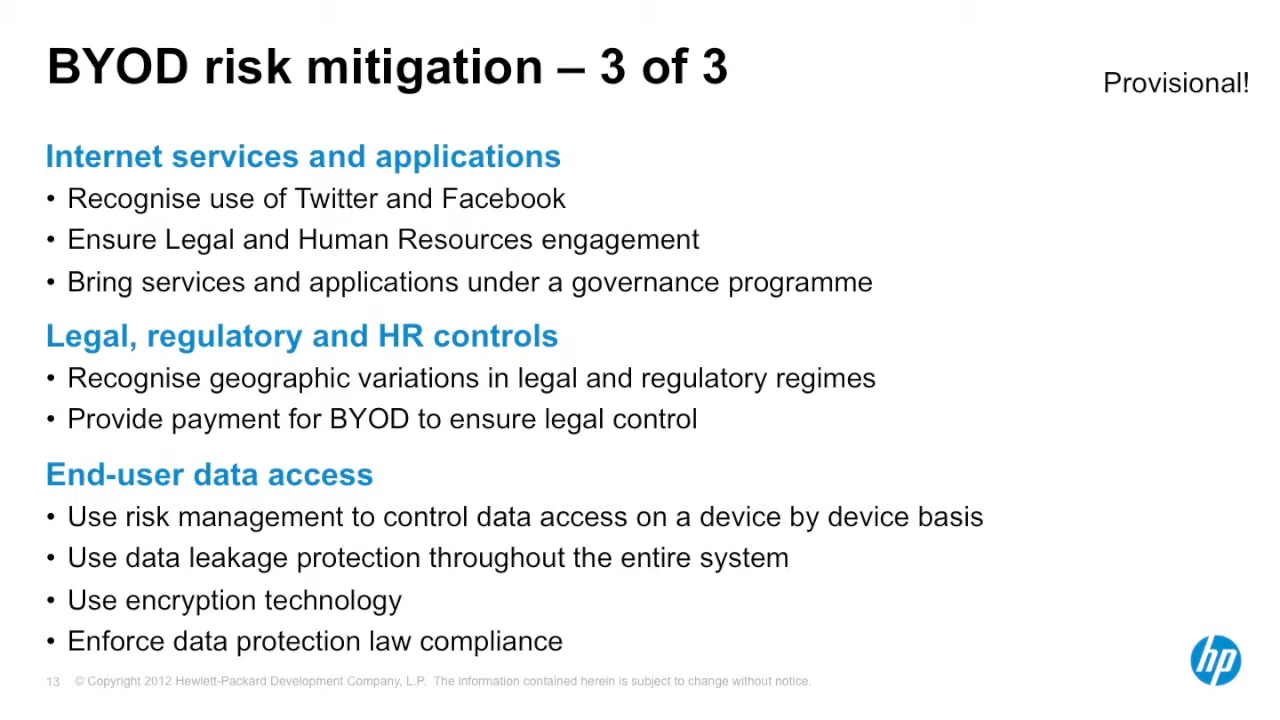 BYOD risk mitigation – 3 of 3
Provisional!
Internet services and applications
• Recognise use of Twitter and Facebook
• Ensure Legal and Human Resources engagement
• Bring services and applications under a governance programme
Legal, regulatory and HR controls
• Recognise geographic variations in legal and regulatory regimes
• Provide payment for BYOD to ensure legal control
End-user data access
• Use risk management to control data access on a device by device basis
• Use data leakage protection throughout the entire system
• Use encryption technology
• Enforce data protection law compliance
hp
13 © Copyright 2012 Hewlett-Packard Development Company, L.P. The information contained herein is subject to change without notice.